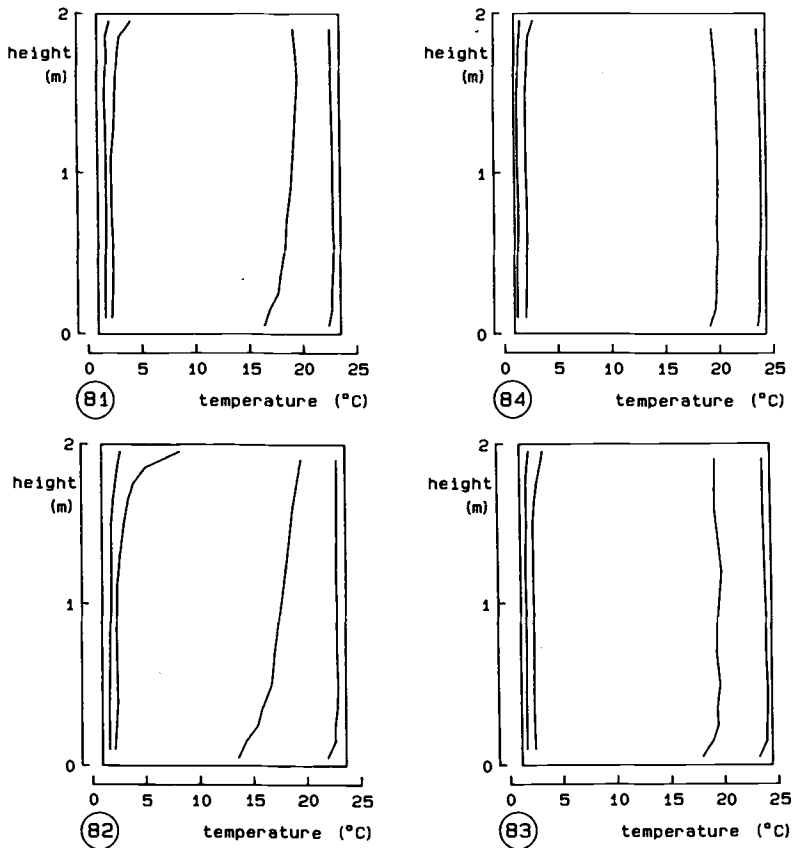 2
height
(m)
1
0
0 5 10 15 20 25
81 temperature (°C)
2
height
(m)
1
0
0 5 10 15 20 25
84 temperature (°C)
2
height
(m)
1
0
0 5 10 15 20 25
82 temperature (°C)
2
height
(m)
1
0
0 5 10 15 20 25
83 temperature (°C)